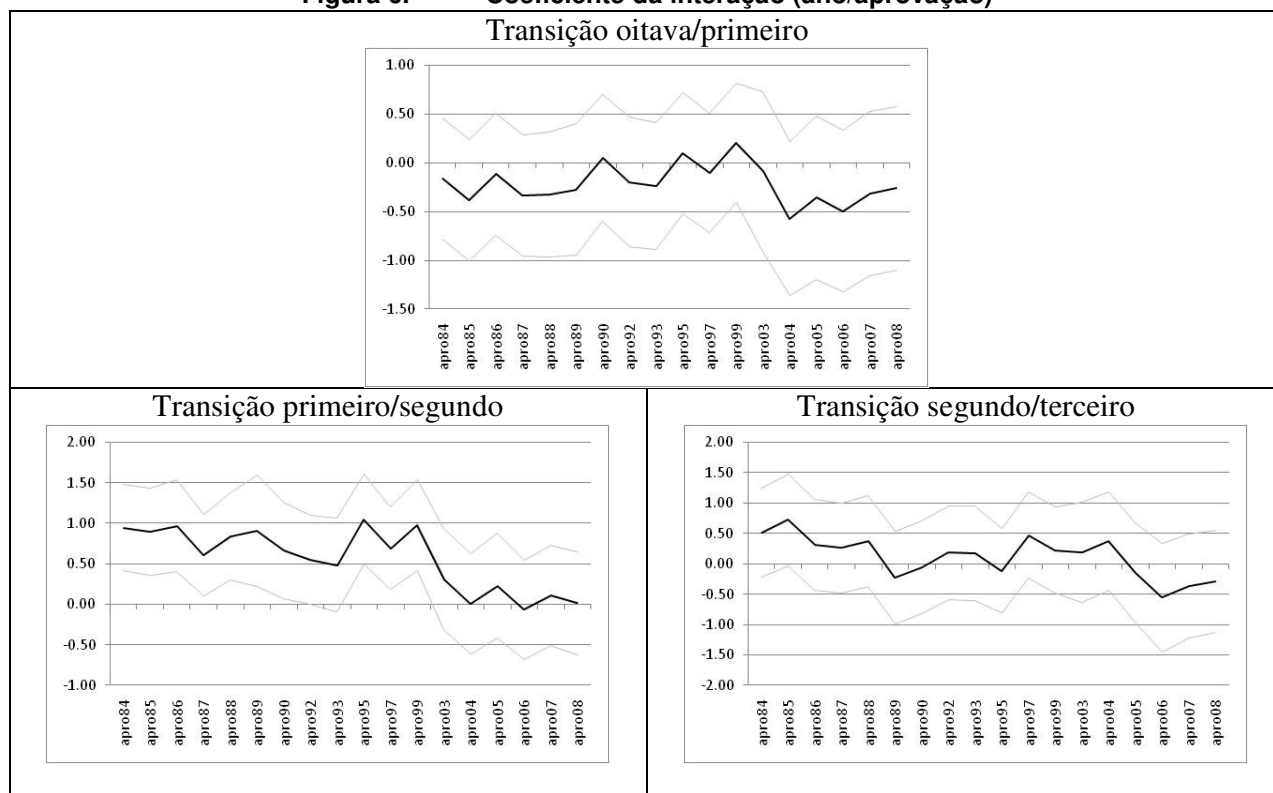 Coeficiente da interação (ano/aprovação)
Transição oitava/primeiro
1.00
0.50
0.00
-0.50
-1.00
-1.50
apro84
apro85
apro86
apro87
apro88
apro89
apro90
apro92
apro93
apro95
apro97
apro99
apro03
apro04
apro05
apro06
apro07
apro08
Transição primeiro/segundo
2.00
1.50
1.00
0.50
0.00
-0.50
-1.00
apro84
apro85
apro86
apro87
apro88
apro89
apro90
apro92
apro93
apro95
apro97
apro99
apro03
apro04
apro05
apro06
apro07
apro08
Transição segundo/terceiro
2.00
1.50
1.00
0.50
0.00
-0.50
-1.00
-1.50
-2.00
apro84
apro85
apro86
apro87
apro88
apro89
apro90
apro92
apro93
apro95
apro97
apro99
apro03
apro04
apro05
apro06
apro07
apro08